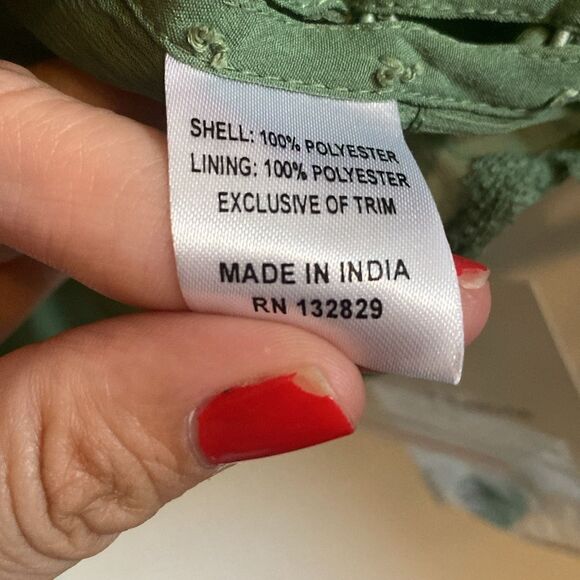 SHELL: 100% POLYESTER
LINING: 100% POLYESTER
EXCLUSIVE OF TRIM
MADE IN INDIA
RN 132829